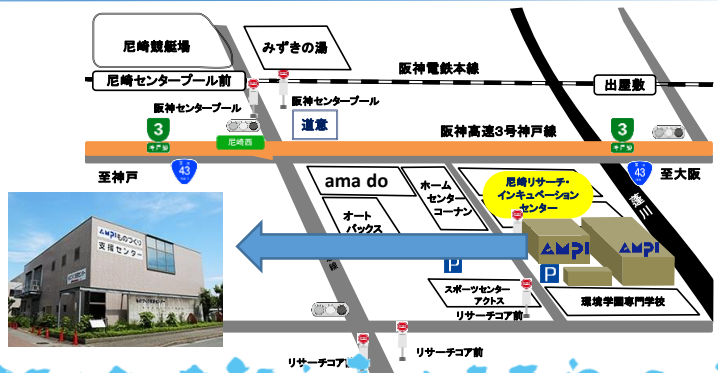 尼崎競艇場
みずきの湯
尼崎センタープール前
阪神電鉄本線
出屋敷
阪神センタープール
阪神センタープール
道意
3
神戸線
尼崎西
阪神高速3号神戸線
3
神戸線
至神戸
43
43
至大阪
ama do
ホーム
センター
コーナン
尼崎リサーチ・
インキュベーション
センター
蓬川
オート
バックス
AMPIものづくり
支援センター
AMPI
AMPI
P
P
スポーツセンター
アクトス
環境学園専門学校
リサーチコア前
リサーチコア前
リサーチコア前